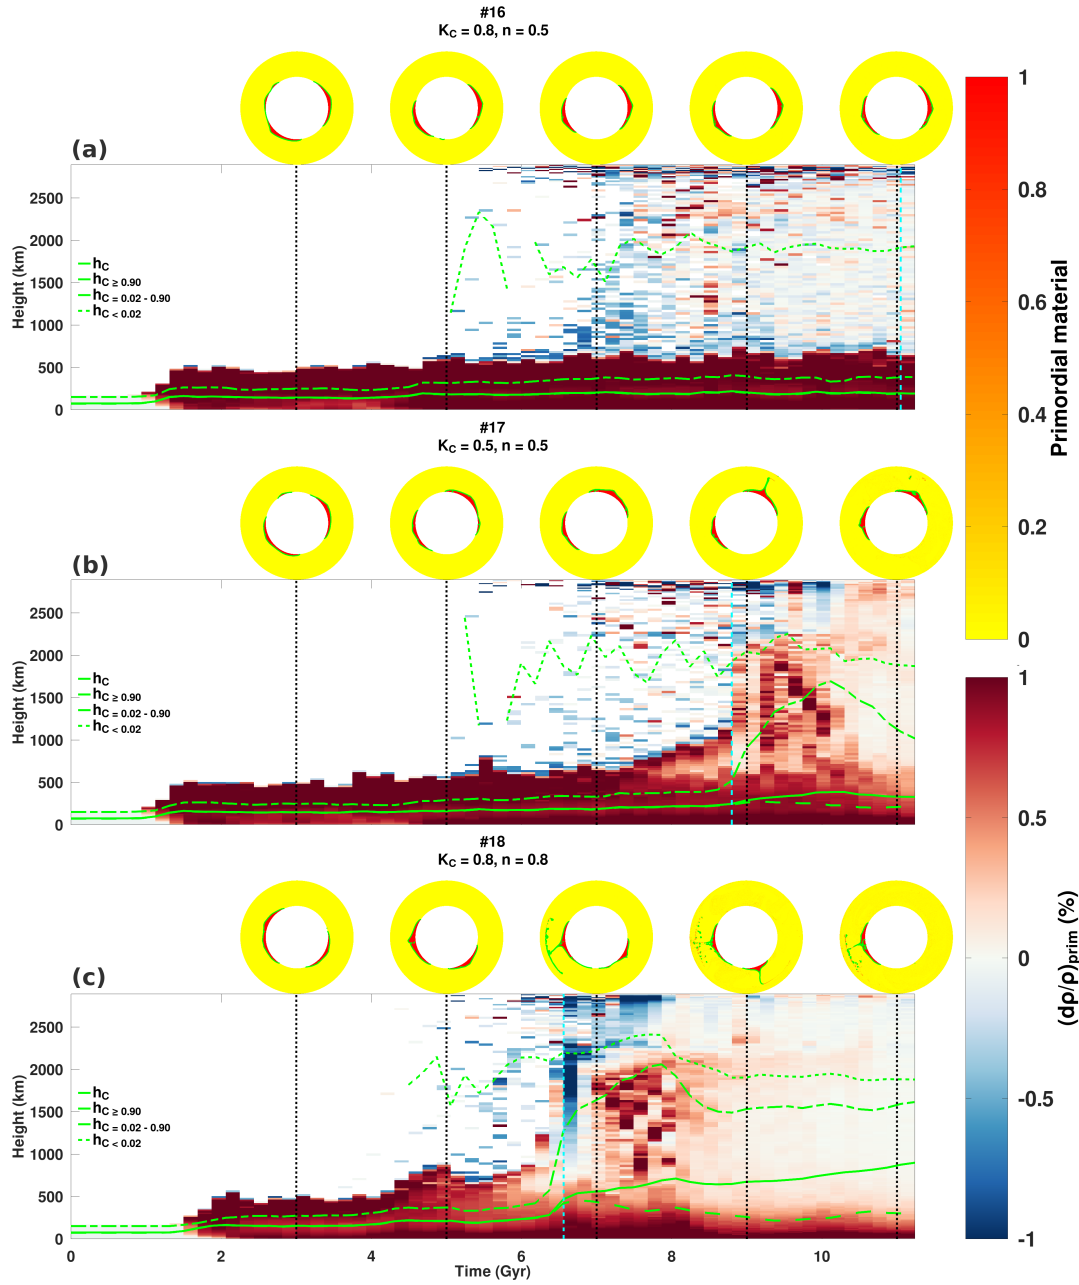 #16
K_C = 0.8, n = 0.5
(a)
2500
2000
1500
1000
500
0
Height (km)
h_C
h_C ≥ 0.90
h_C = 0.02 - 0.90
h_C < 0.02
#17
K_C = 0.5, n = 0.5
(b)
2500
2000
1500
1000
500
0
Height (km)
h_C
h_C ≥ 0.90
h_C = 0.02 - 0.90
h_C < 0.02
#18
K_C = 0.8, n = 0.8
(c)
2500
2000
1500
1000
500
0
Height (km)
h_C
h_C ≥ 0.90
h_C = 0.02 - 0.90
h_C < 0.02
0 2 4 6 8 10
Time (Gyr)
1
0.8
0.6
0.4
0.2
0
Primordial material
1
0.5
0
-0.5
-1
(dρ/ρ)prim (%)